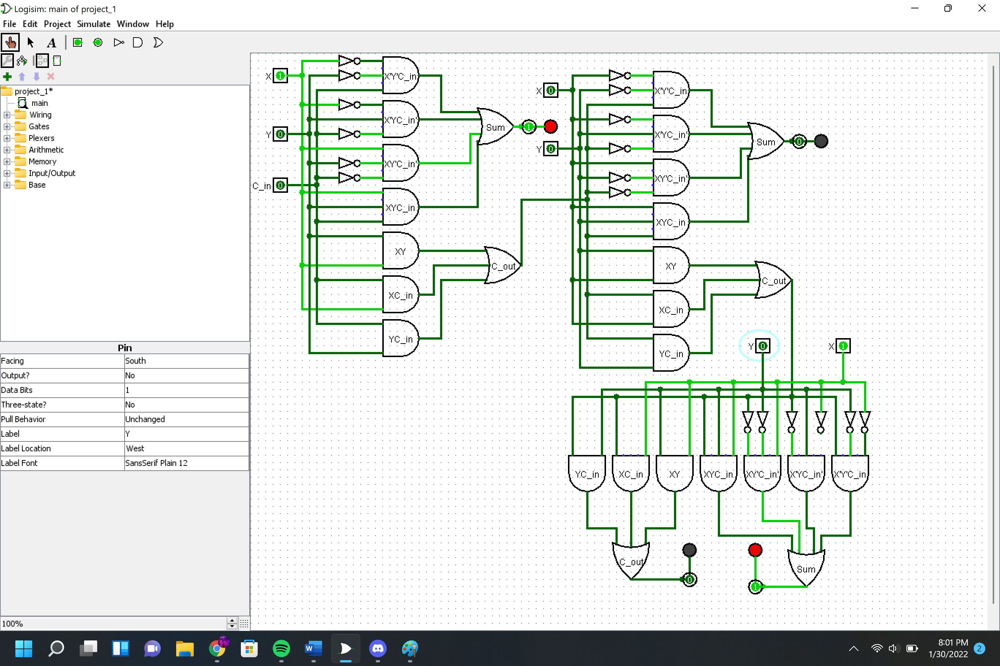 Logisim: main of project_1
File Edit Project Simulate Window Help
A
project_1*
main
Wiring
Gates
Plexers
Arithmetic
Memory
Input/Output
Base
Pin
Facing South
Output? No
Data Bits 1
Three-state? No
Pull Behavior Unchanged
Label Y
Label Location West
Label Font SansSerif Plain 12
100%
X 1
Y 0
C_in 0
X'Y'C_in
X'YC_in'
XY'C_in'
XYC_in
XY
XC_in
YC_in
Sum
1
C_out
X 0
Y 0
X'Y'C_in
X'YC_in'
XY'C_in'
XYC_in
XY
XC_in
YC_in
Sum
0
C_out
Y 0
X 1
YC_in XC_in XY XYC_in XY'C_in' X'YC_in' X'Y'C_in
C_out
0
Sum
1
W
8:01 PM
1/30/2022
2